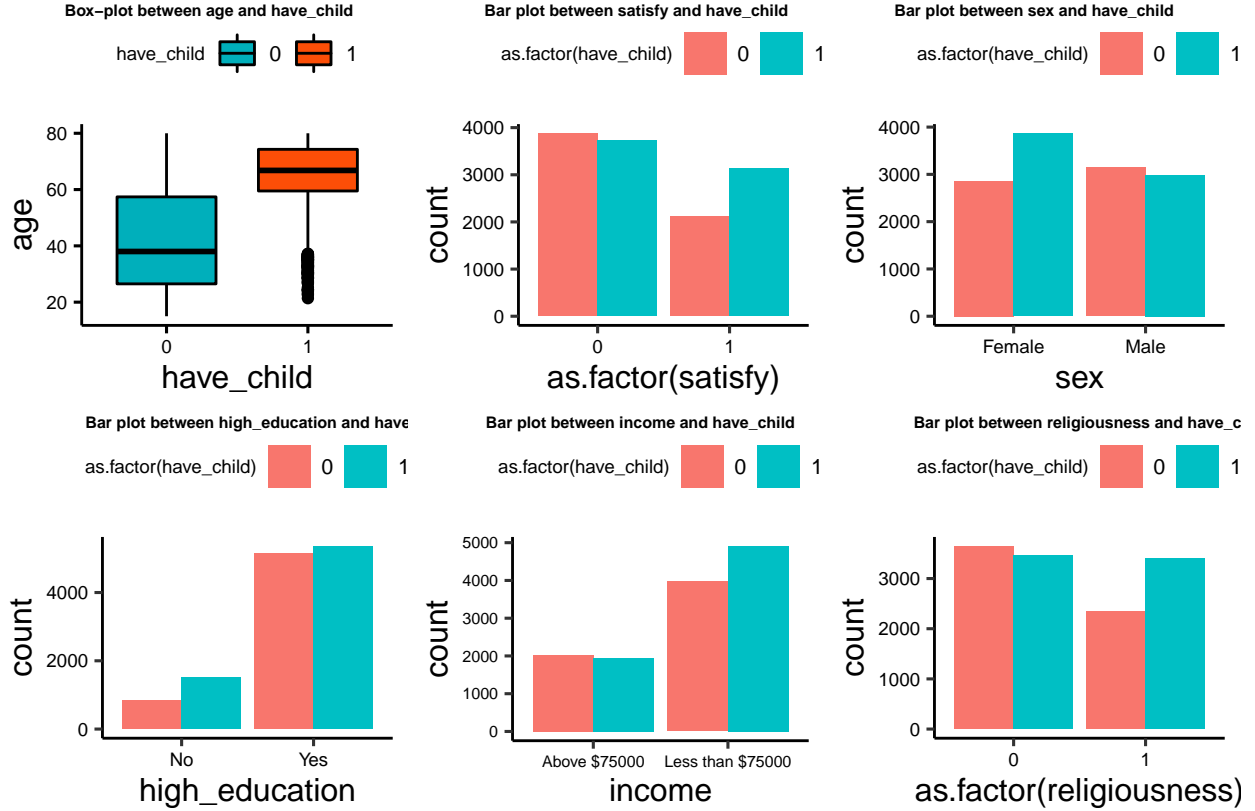 Box−plot between age and have_child
have_child 0 1
80
60
40
20
age
0 1
have_child
Bar plot between satisfy and have_child
as.factor(have_child) 0 1
4000
3000
2000
1000
0
count
0 1
as.factor(satisfy)
Bar plot between sex and have_child
as.factor(have_child) 0 1
4000
3000
2000
1000
0
count
Female Male
sex
Bar plot between high_education and have
as.factor(have_child) 0 1
4000
2000
0
count
No Yes
high_education
Bar plot between income and have_child
as.factor(have_child) 0 1
5000
4000
3000
2000
1000
0
count
Above $75000 Less than $75000
income
Bar plot between religiousness and have_c
as.factor(have_child) 0 1
3000
2000
1000
0
count
0 1
as.factor(religiousness)